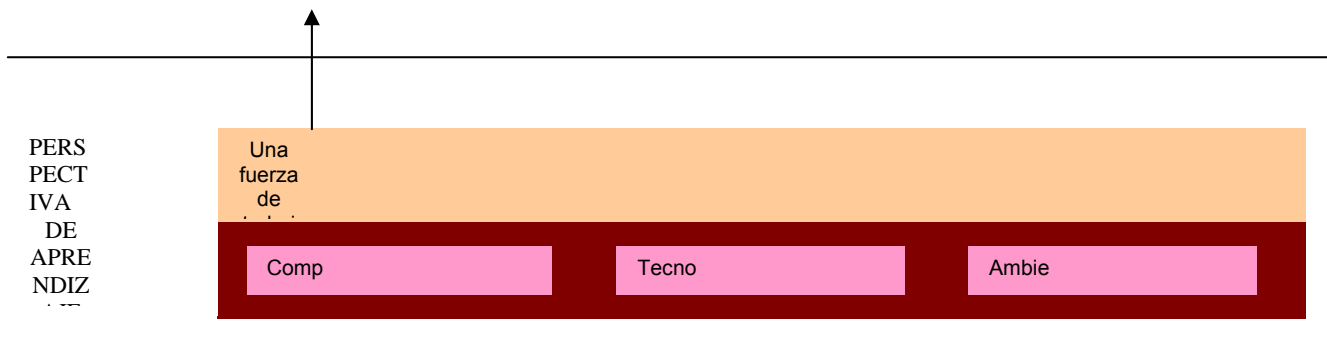 PERS
PECT
IVA
DE
APRE
NDIZ
Una
fuerza
de
Comp
Tecno
Ambie